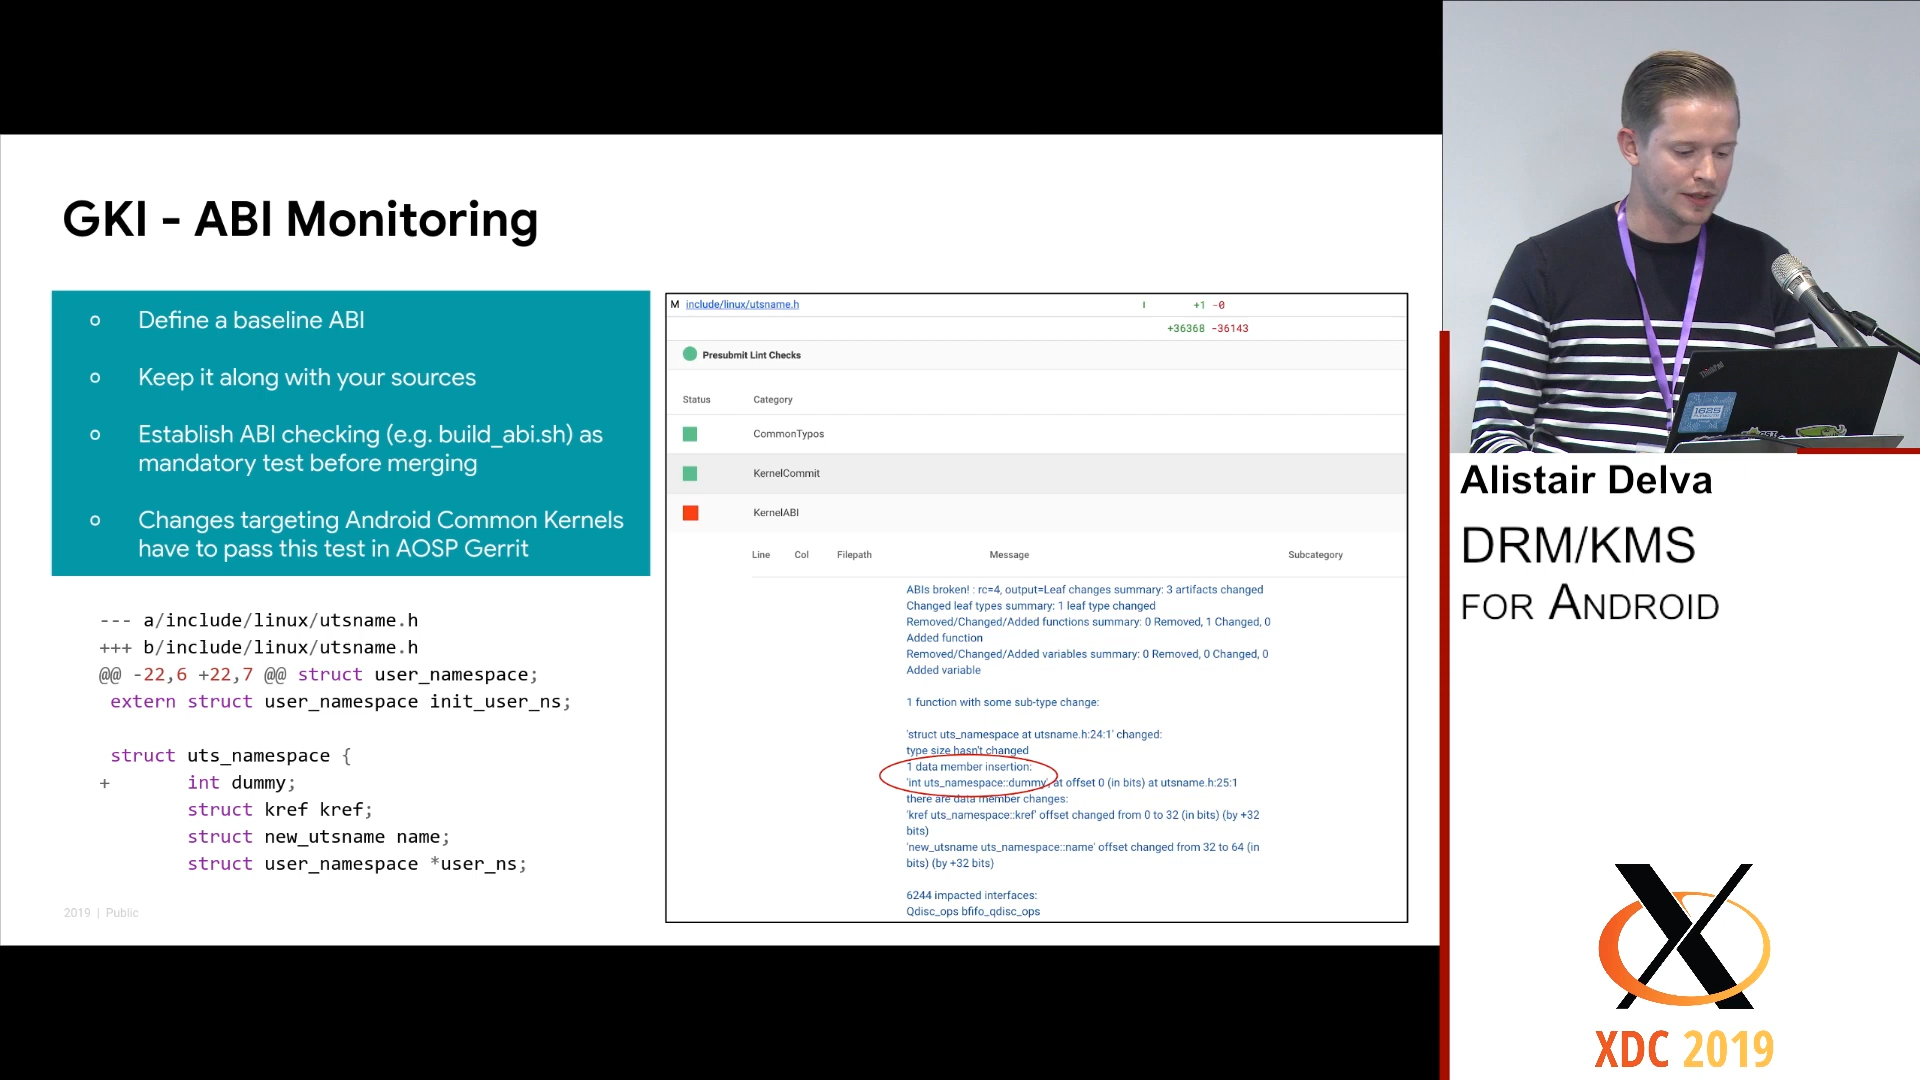 GKI - ABI Monitoring
Define a baseline ABI
Keep it along with your sources
Establish ABI checking (e.g. build_abi.sh) as
mandatory test before merging
Changes targeting Android Common Kernels
have to pass this test in AOSP Gerrit
--- a/include/linux/utsname.h
+++ b/include/linux/utsname.h
@@ -22,6 +22,7 @@ struct user_namespace;
extern struct user_namespace init_user_ns;
struct uts_namespace {
+ int dummy;
struct kref kref;
struct new_utsname name;
struct user_namespace *user_ns;
2019 | Public
M include/linux/utsname.h +1 -0
+36368 -36143
Presubmit Lint Checks
Status Category
CommonTypos
KernelCommit
KernelABI
Line Col Filepath Message Subcategory
ABIs broken! : rc=4, output=Leaf changes summary: 3 artifacts changed
Changed leaf types summary: 1 leaf type changed
Removed/Changed/Added functions summary: 0 Removed, 1 Changed, 0
Added function
Removed/Changed/Added variables summary: 0 Removed, 0 Changed, 0
Added variable
1 function with some sub-type change:
'struct uts_namespace at utsname.h:24:1' changed:
type size hasn't changed
1 data member insertion:
'int uts_namespace::dummy', at offset 0 (in bits) at utsname.h:25:1
there are data member changes:
'kref uts_namespace::kref' offset changed from 0 to 32 (in bits) (by +32
bits)
'new_utsname uts_namespace::name' offset changed from 32 to 64 (in
bits) (by +32 bits)
6244 impacted interfaces:
Qdisc_ops bfifo_qdisc_ops
ThinkPad
1625
Alistair Delva
DRM/KMS
FOR ANDROID
X
XDC 2019